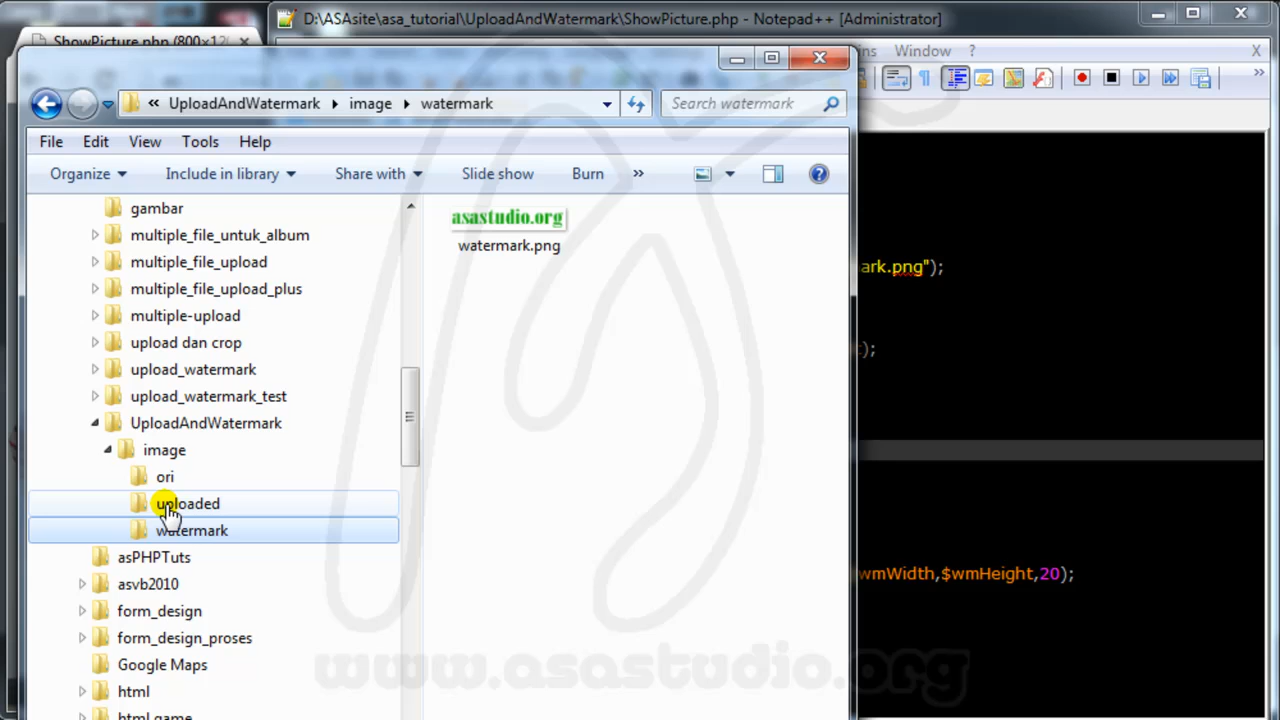 D:\ASAsite\asa_tutorial\UploadAndWatermark\ShowPicture.php - Notepad++ [Administrator]
ShowPicture.php (800×120
Window ?
X
« UploadAndWatermark image watermark
Search watermark
File Edit View Tools Help
Organize Include in library Share with Slide show Burn »
gambar
multiple_file_untuk_album
multiple_file_upload
multiple_file_upload_plus
multiple-upload
upload dan crop
upload_watermark
upload_watermark_test
UploadAndWatermark
image
ori
uploaded
watermark
asPHPTuts
asvb2010
form_design
form_design_proses
Google Maps
html
html game
asastudio.org
watermark.png
ark.png");
);
wmWidth,$wmHeight,20);
www.asastudio.org